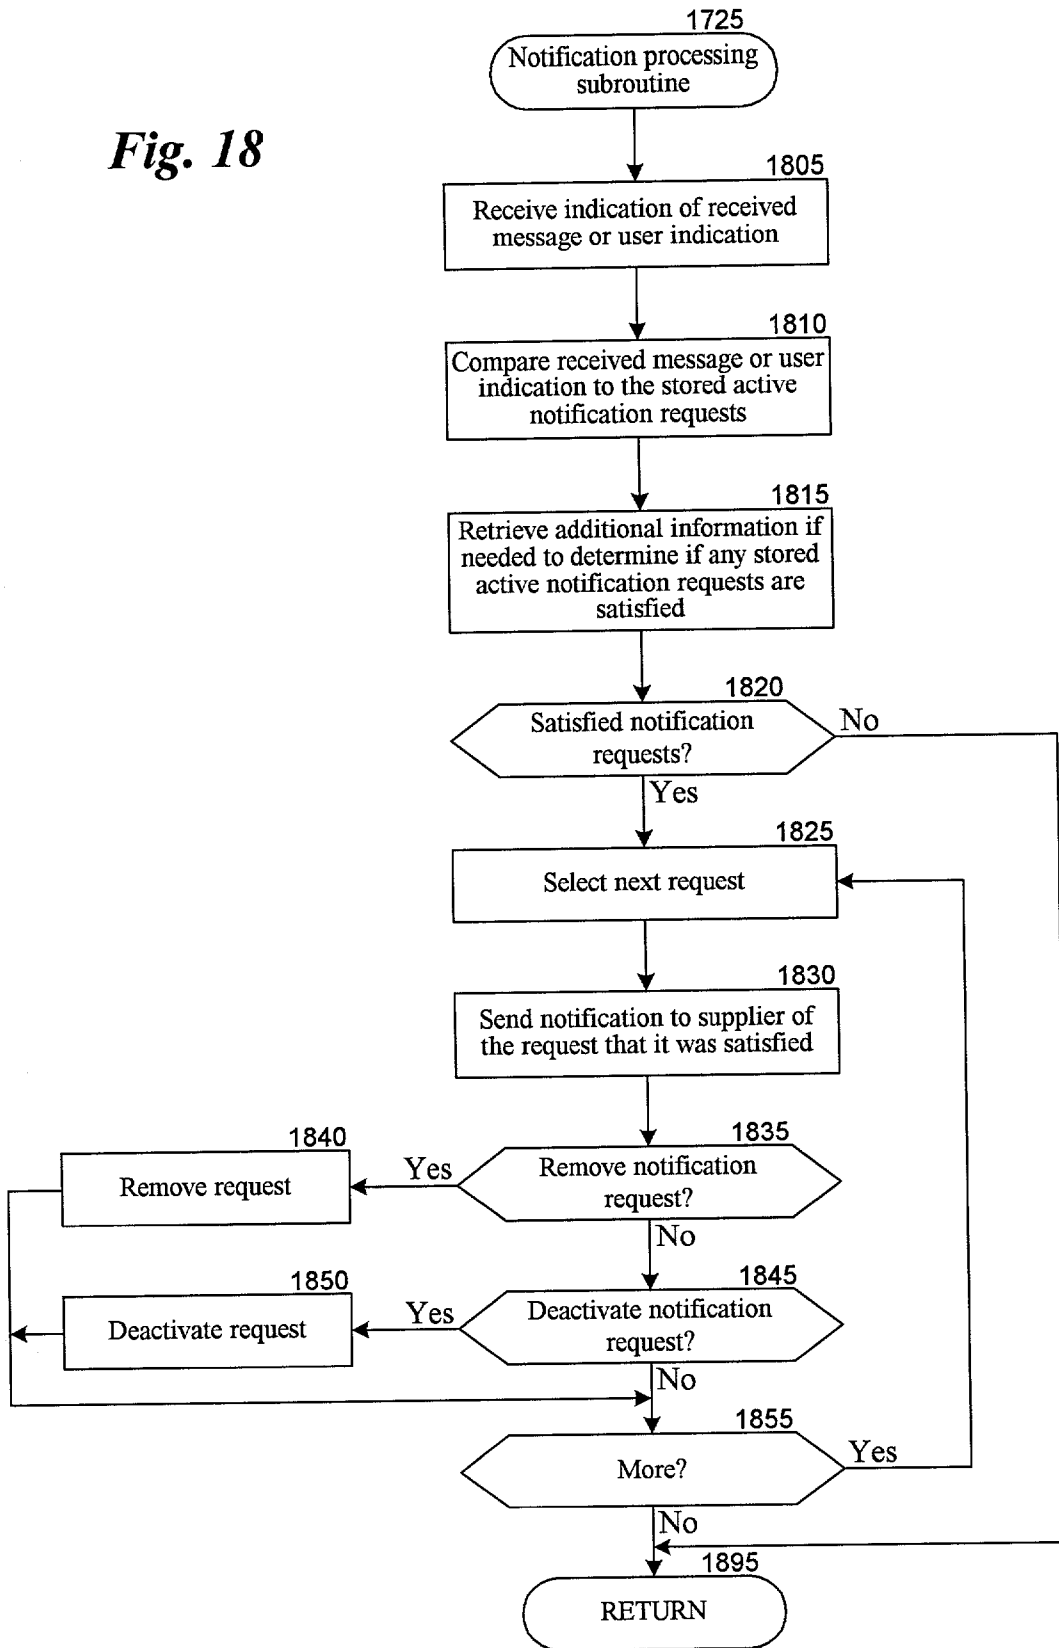 1725
Notification processing
subroutine
Fig. 18
1805
Receive indication of received
message or user indication
1810
Compare received message or user
indication to the stored active
notification requests
1815
Retrieve additional information if
needed to determine if any stored
active notification requests are
satisfied
1820
Satisfied notification
requests?
No
Yes
1825
Select next request
1830
Send notification to supplier of
the request that it was satisfied
1835
Remove notification
request?
Yes
1840
Remove request
No
1845
Deactivate notification
request?
Yes
1850
Deactivate request
No
1855
More?
Yes
No
1895
RETURN